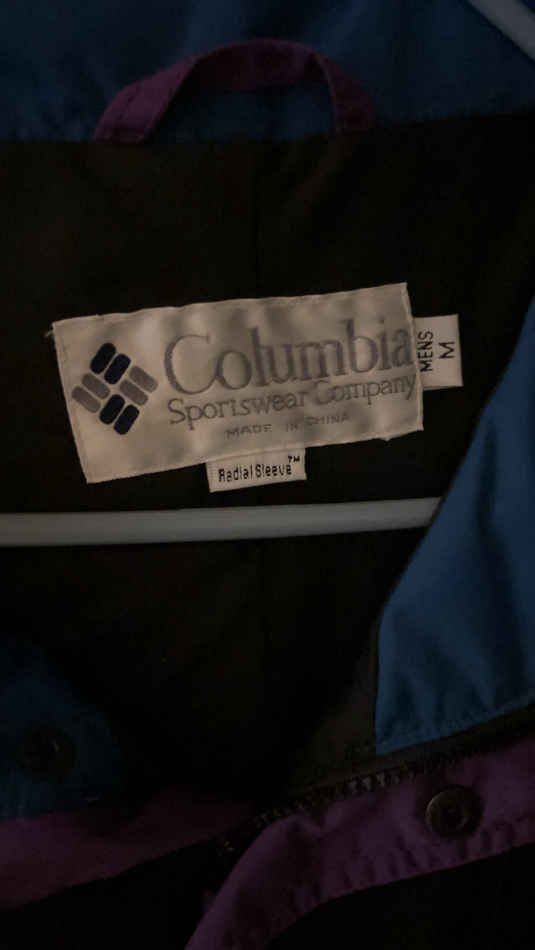 Columbia
Sportswear Company
MADE IN CHINA
Radial Sleeve™
MENS
M